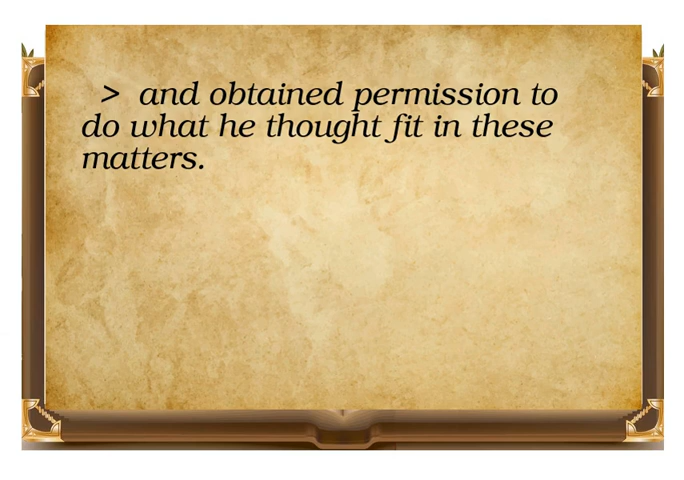 > and obtained permission to
do what he thought fit in these
matters.